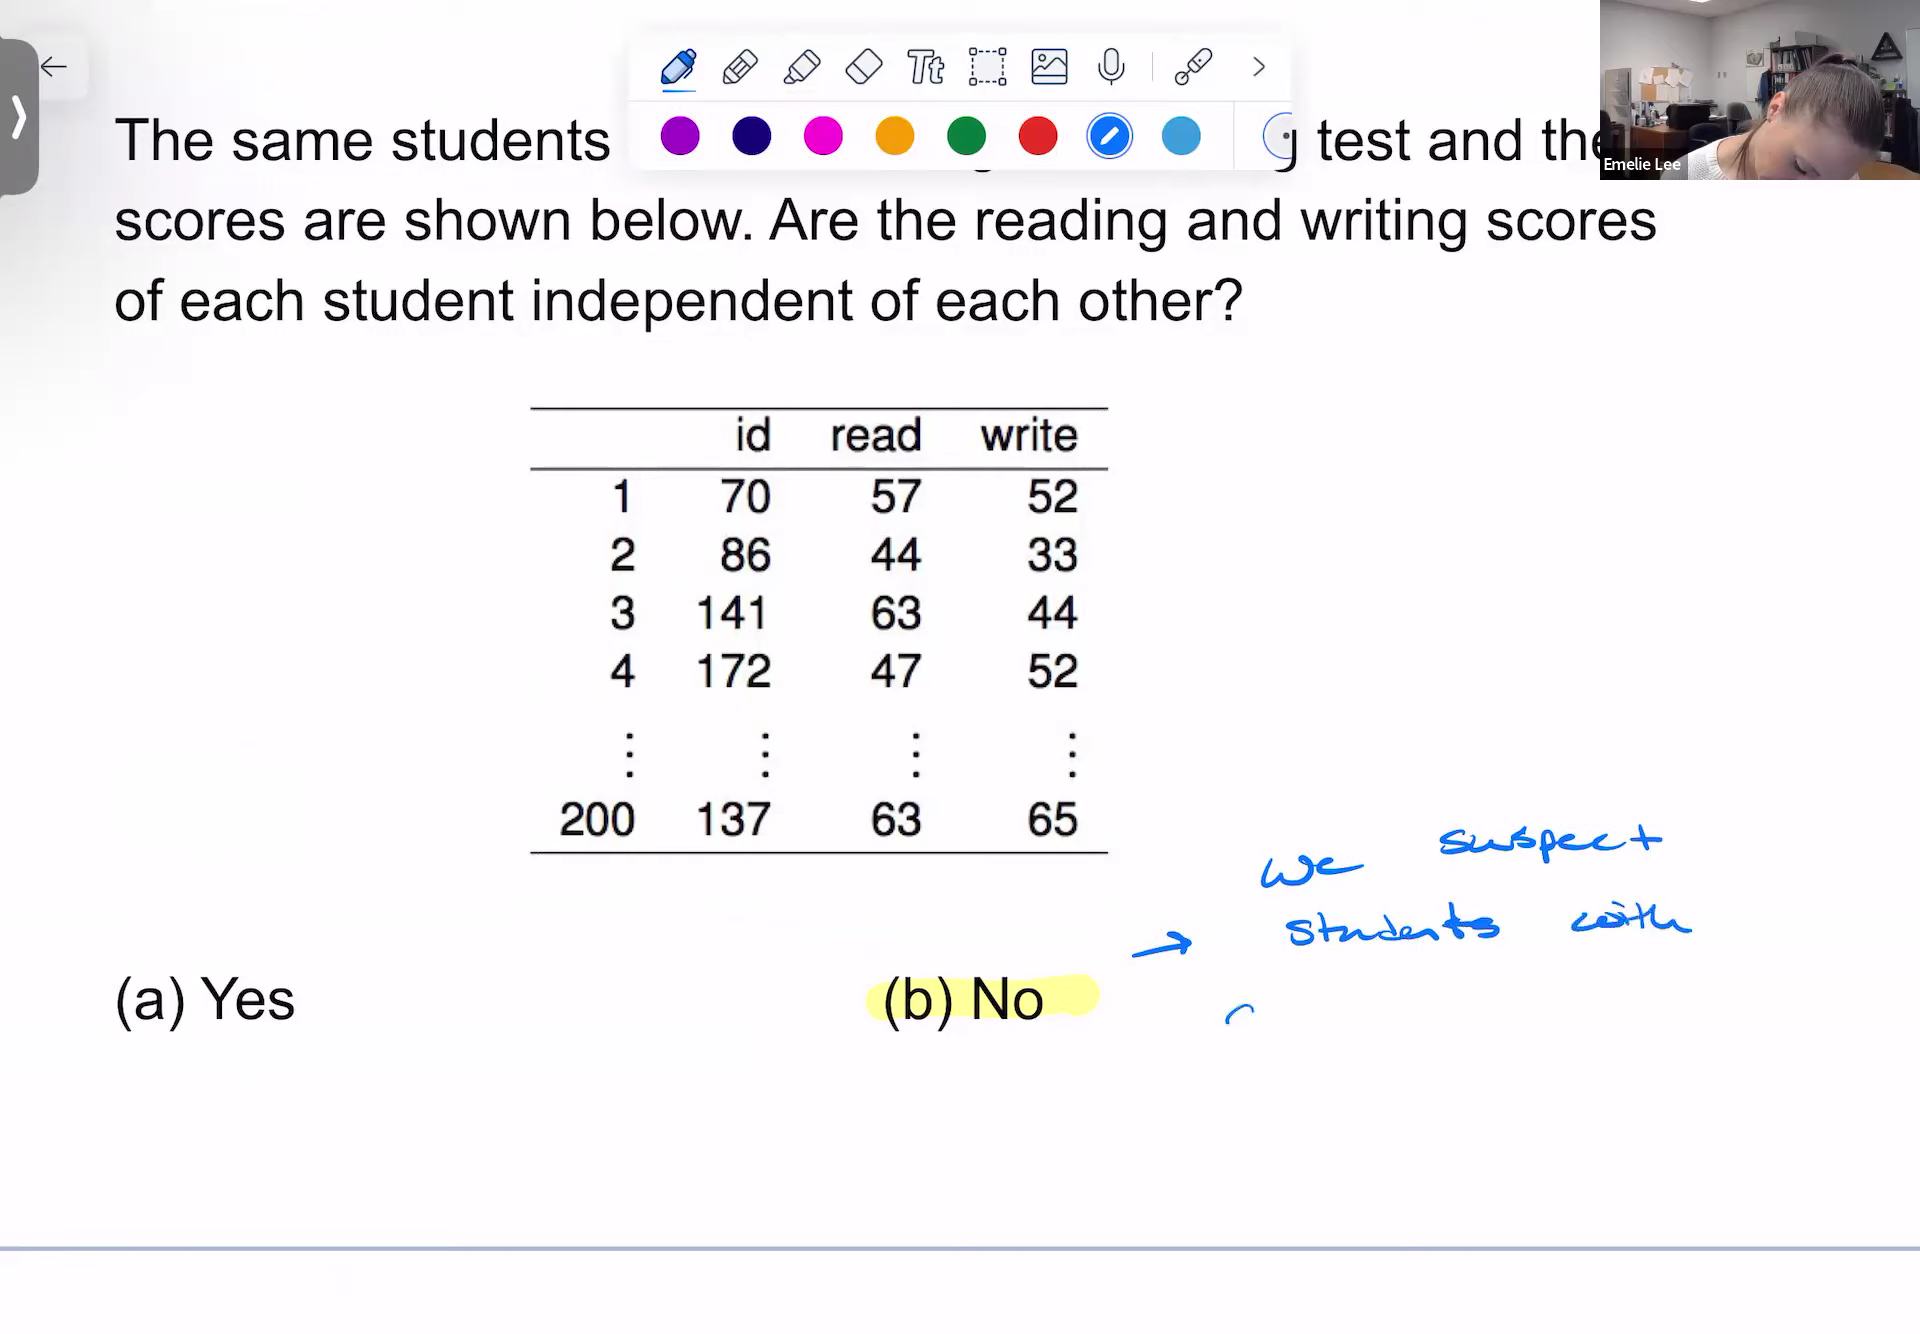 Tt
The same students g test and the
Emelie Lee
scores are shown below. Are the reading and writing scores
of each student independent of each other?
id read write
1 70 57 52
2 86 44 33
3 141 63 44
4 172 47 52
⋮ ⋮ ⋮ ⋮
200 137 63 65
we suspect
→ students with
(a) Yes (b) No